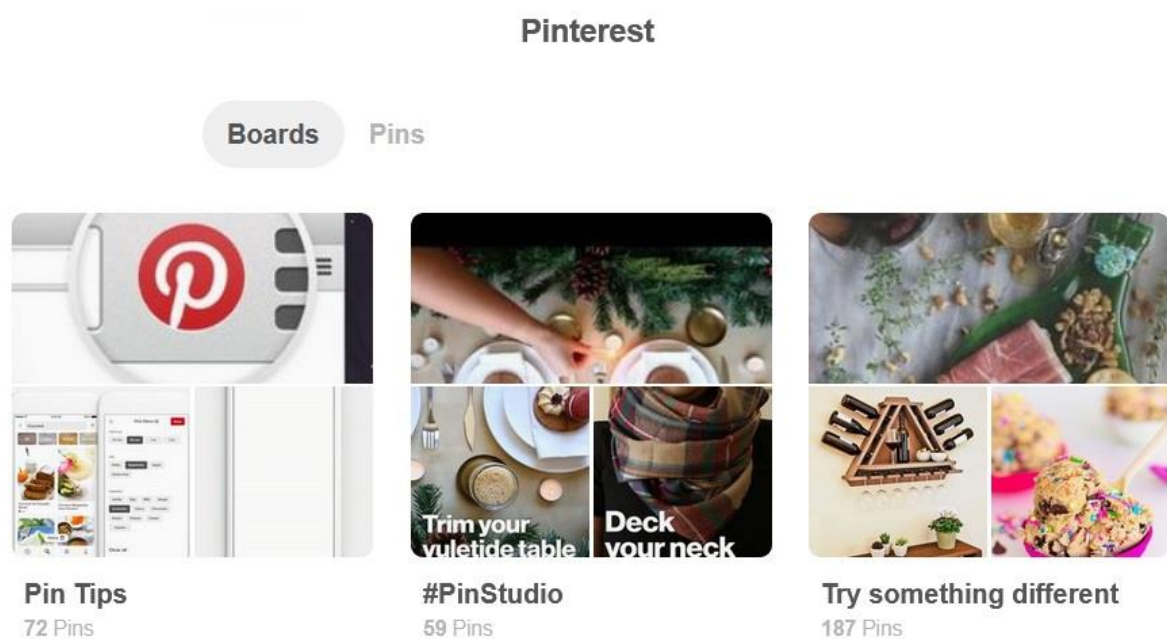 Pinterest
Boards Pins
Trim your
yuletide table
Deck
your neck
Pin Tips
72 Pins
#PinStudio
59 Pins
Try something different
187 Pins